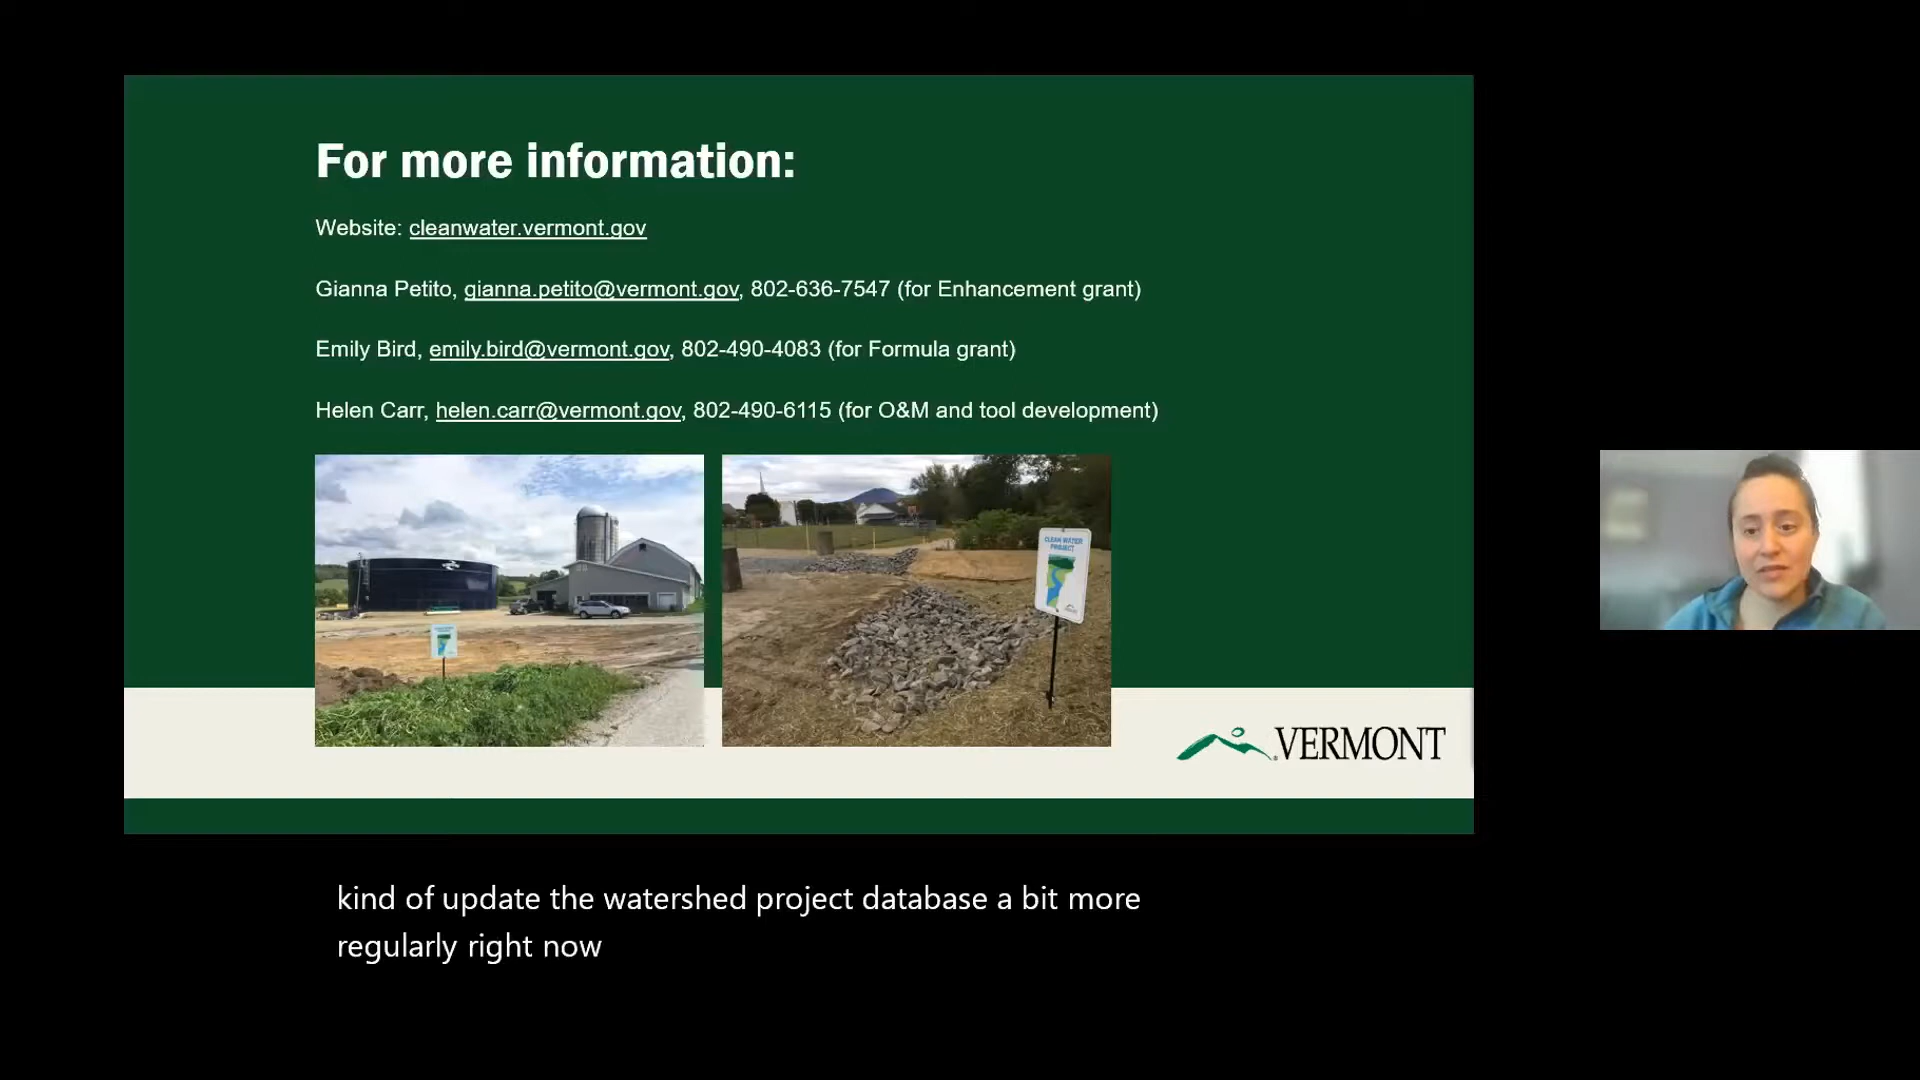 For more information:
Website: cleanwater.vermont.gov
Gianna Petito, gianna.petito@vermont.gov, 802-636-7547 (for Enhancement grant)
Emily Bird, emily.bird@vermont.gov, 802-490-4083 (for Formula grant)
Helen Carr, helen.carr@vermont.gov, 802-490-6115 (for O&M and tool development)
CLEAN WATER
PROJECT
VERMONT
kind of update the watershed project database a bit more
regularly right now